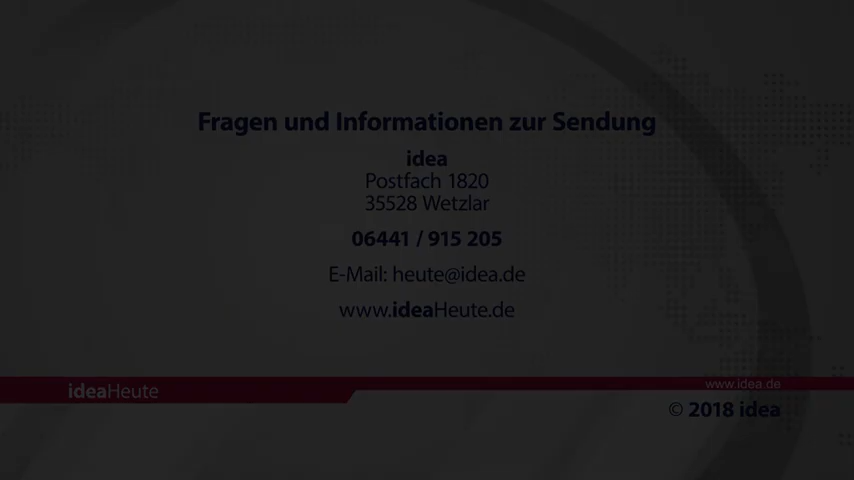 Fragen und Informationen zur Sendung
idea
Postfach 1820
35528 Wetzlar
06441 / 915 205
E-Mail: heute@idea.de
www.ideaHeute.de
www.idea.de
ideaHeute
© 2018 idea